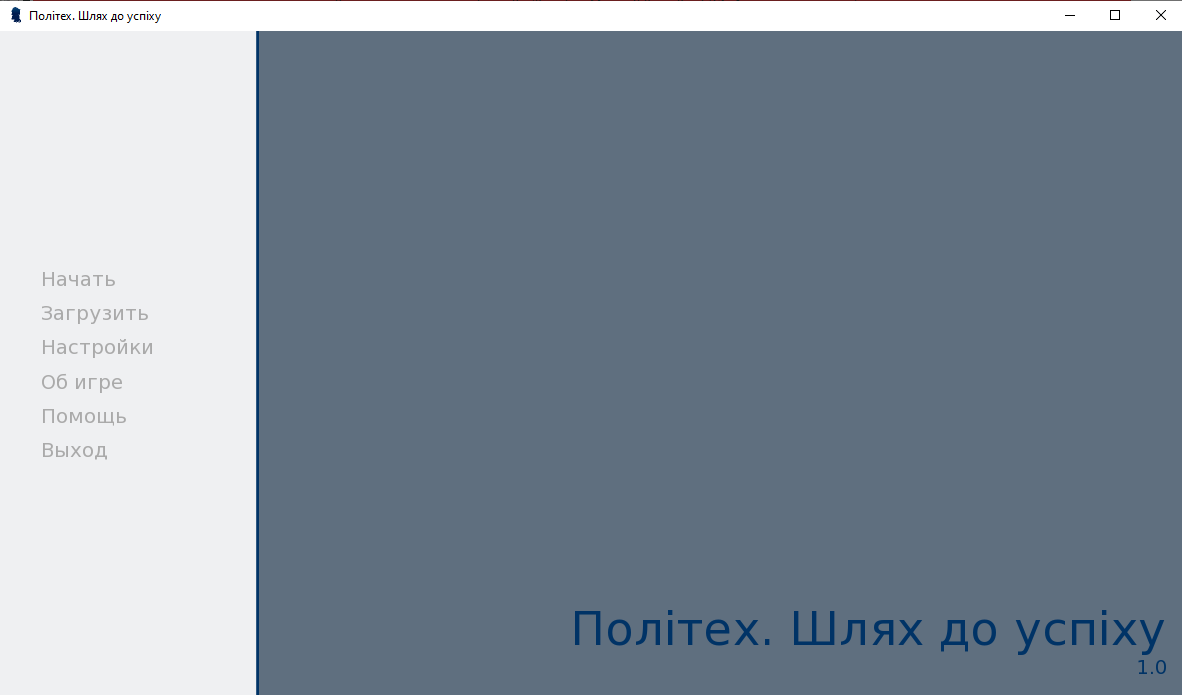 Політех. Шлях до успіху
Начать
Загрузить
Настройки
Об игре
Помощь
Выход
Політех. Шлях до успіху
1.0